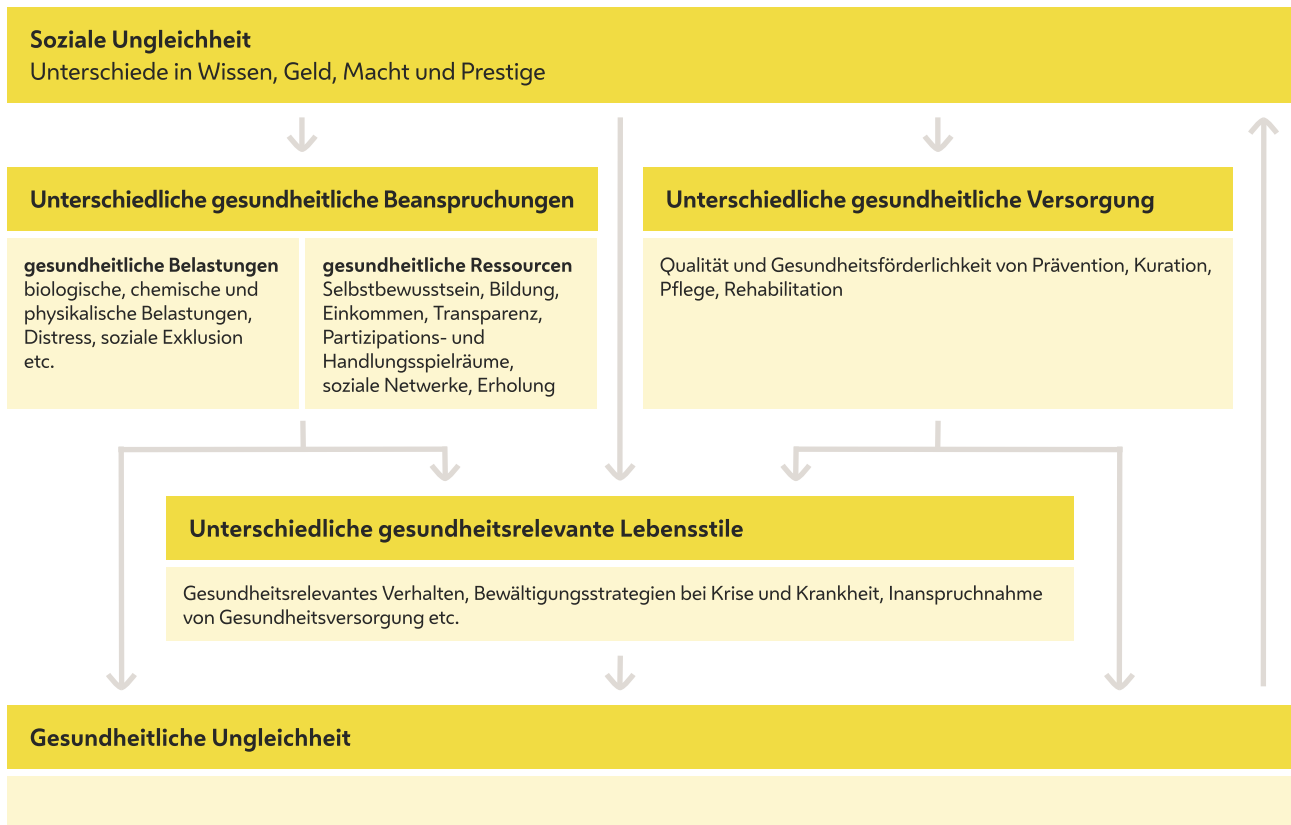 Soziale Ungleichheit
Unterschiede in Wissen, Geld, Macht und Prestige
Unterschiedliche gesundheitliche Beanspruchungen
gesundheitliche Belastungen
biologische, chemische und
physikalische Belastungen,
Distress, soziale Exklusion
etc.
gesundheitliche Ressourcen
Selbstbewusstsein, Bildung,
Einkommen, Transparenz,
Partizipations- und
Handlungsspielräume,
soziale Netwerke, Erholung
Unterschiedliche gesundheitliche Versorgung
Qualität und Gesundheitsförderlichkeit von Prävention, Kuration,
Pflege, Rehabilitation
Unterschiedliche gesundheitsrelevante Lebensstile
Gesundheitsrelevantes Verhalten, Bewältigungsstrategien bei Krise und Krankheit, Inanspruchnahme
von Gesundheitsversorgung etc.
Gesundheitliche Ungleichheit